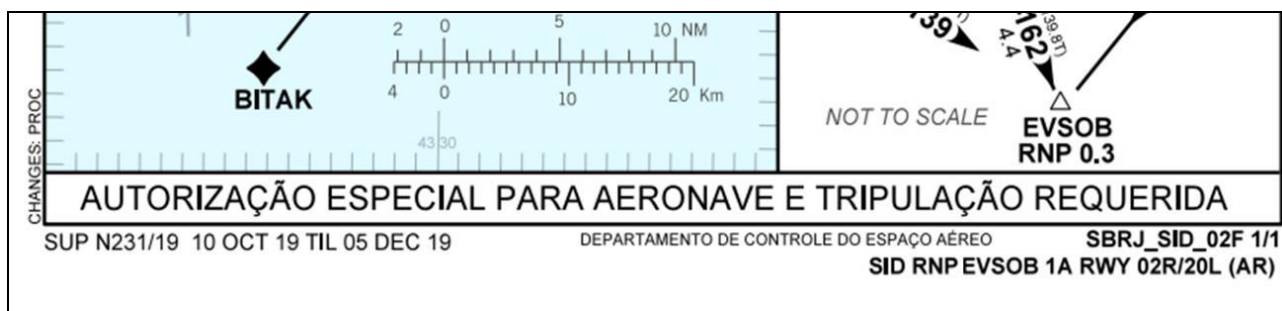 2 0 5 10 NM
4 0 10 20 Km
BITAK
43 30
CHANGES: PROC
139
162
4.4
NOT TO SCALE
EVSOB
RNP 0.3
AUTORIZAÇÃO ESPECIAL PARA AERONAVE E TRIPULAÇÃO REQUERIDA
SUP N231/19 10 OCT 19 TIL 05 DEC 19
DEPARTAMENTO DE CONTROLE DO ESPAÇO AÉREO
SBRJ_SID_02F 1/1
SID RNP EVSOB 1A RWY 02R/20L (AR)